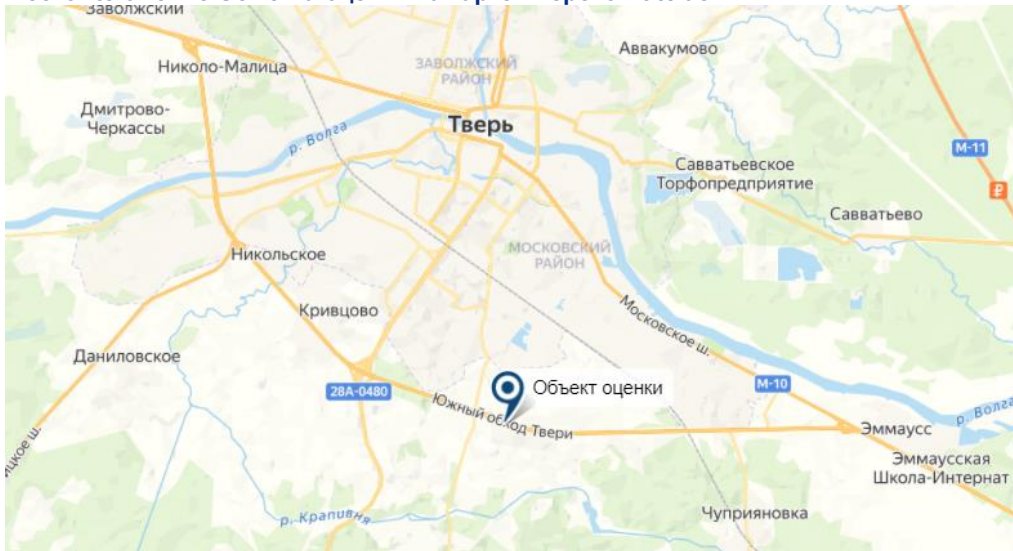 Заволжский
Аввакумово
Николо-Малица
ЗАВОЛЖСКИЙ
РАЙОН
Дмитрово-
Черкассы
р. Волга
Тверь
М-11
Савватьевское
Торфопредприятие
₽
Савватьево
Никольское
МОСКОВСКИЙ
РАЙОН
Кривцово
Московское ш.
Даниловское
28А-0480
М-10
Объект оценки
Южный обход Твери
р. Волга
Эммаусс
Эммаусская
Школа-Интернат
ш.
р. Крапивня
Чуприяновка